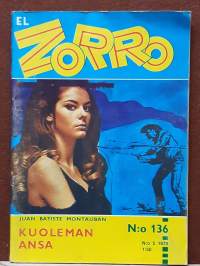 EL
ZORRO
JUAN BATISTE MONTAUBAN
KUOLEMAN
ANSA
N:o 136